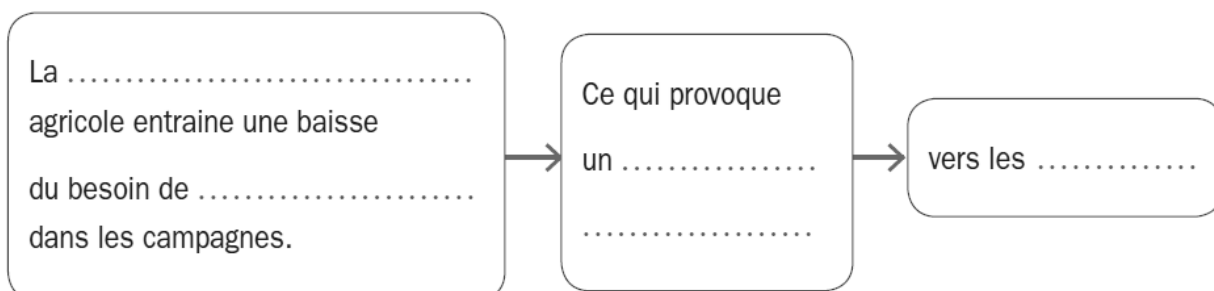 La ..................................
agricole entraine une baisse
du besoin de ........................
dans les campagnes.
Ce qui provoque
un .................
....................
vers les ..............